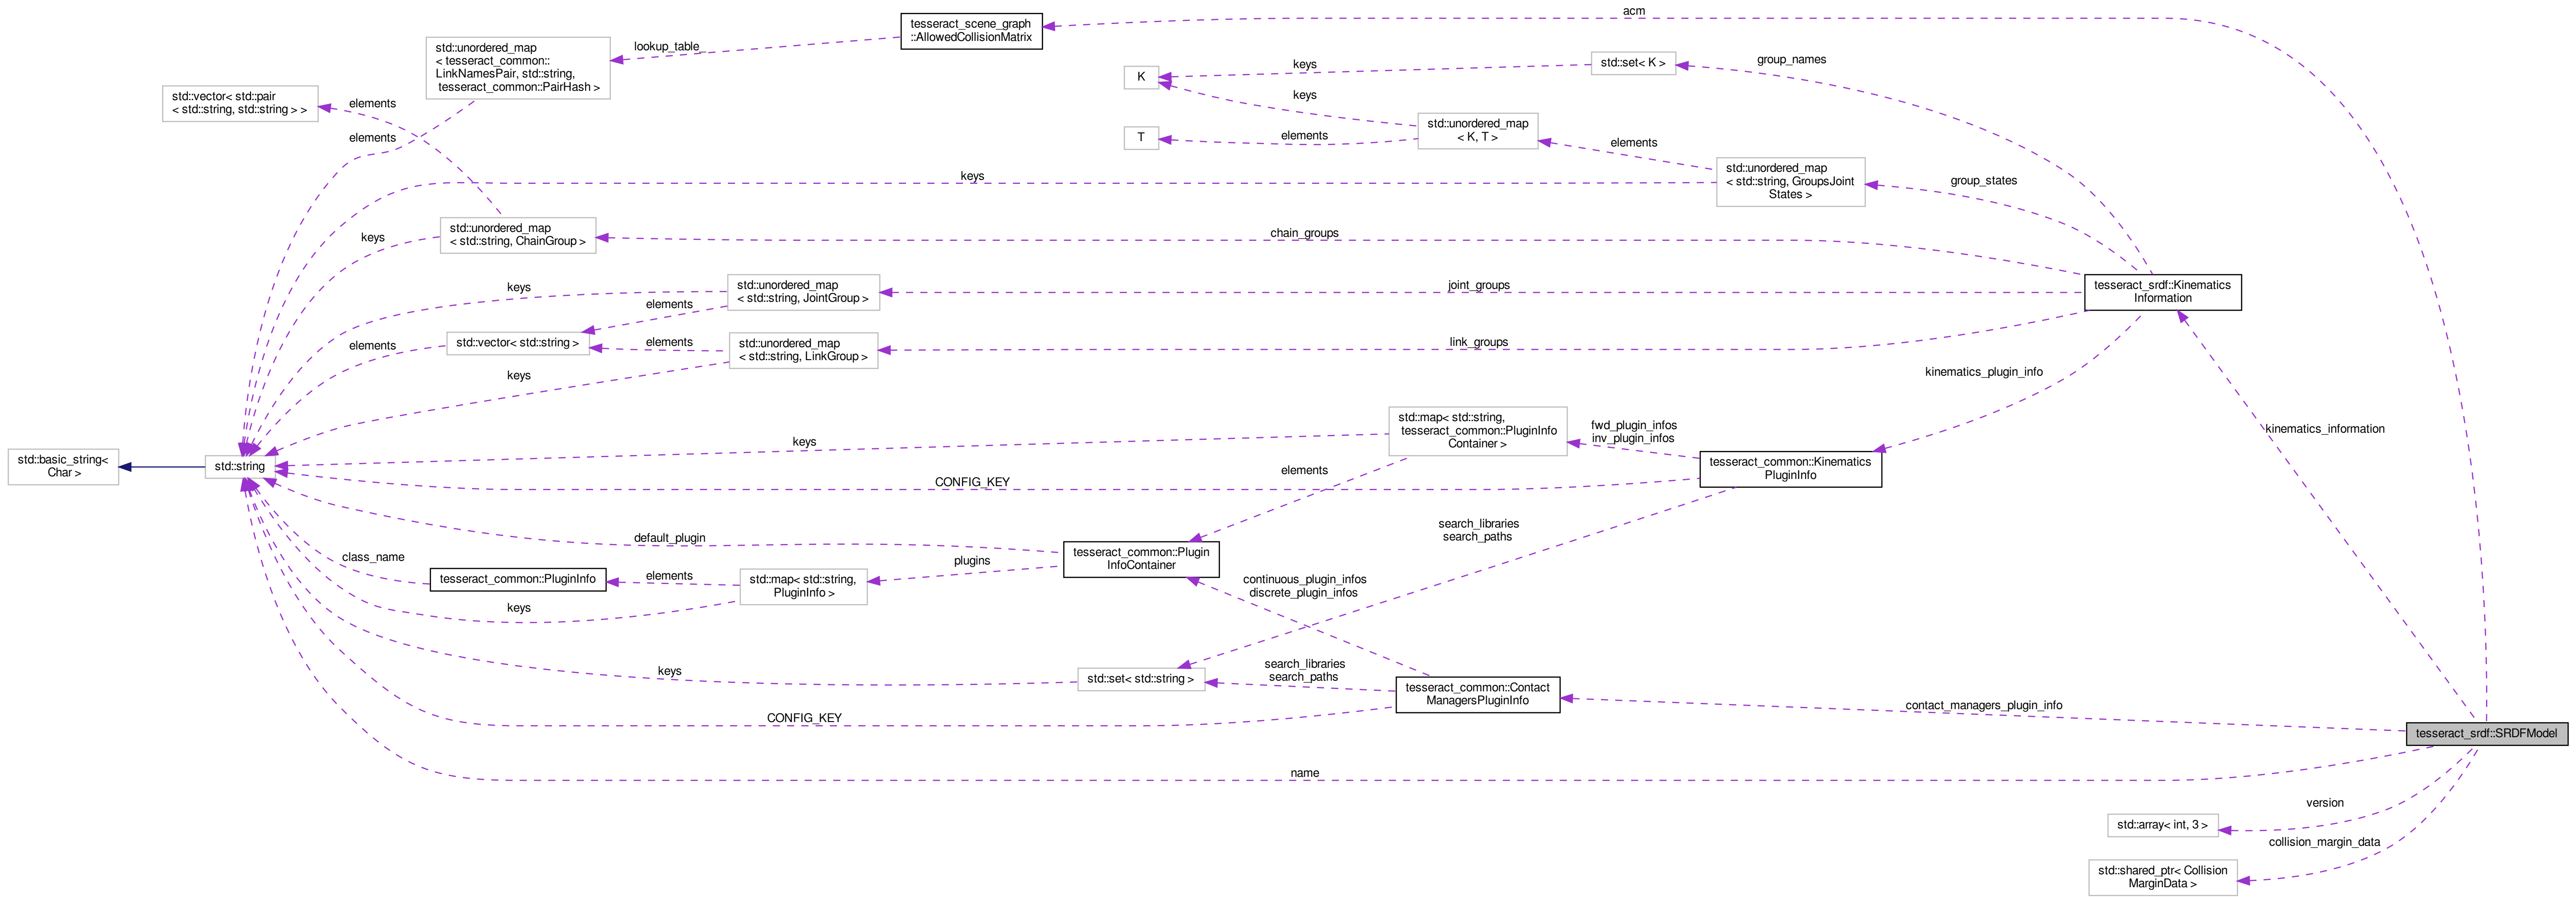 acm
tesseract_scene_graph
::AllowedCollisionMatrix
lookup_table_
std::unordered_map
< tesseract_common::
LinkNamesPair, std::string,
tesseract_common::PairHash >
std::set< K >
group_names
keys
K
std::vector< std::pair
< std::string, std::string > >
elements
keys
std::unordered_map
< K, T >
T
elements
elements
elements
std::unordered_map
< std::string, GroupsJoint
States >
group_states
keys
std::unordered_map
< std::string, ChainGroup >
keys
chain_groups
tesseract_srdf::Kinematics
Information
std::unordered_map
< std::string, JointGroup >
keys
joint_groups
elements
std::vector< std::string >
elements
elements
std::unordered_map
< std::string, LinkGroup >
link_groups
keys
kinematics_plugin_info
std::map< std::string,
tesseract_common::PluginInfo
Container >
fwd_plugin_infos
inv_plugin_infos
kinematics_information
keys
std::basic_string<
Char >
std::string
tesseract_common::Kinematics
PluginInfo
elements
CONFIG_KEY
search_libraries
search_paths
default_plugin
tesseract_common::Plugin
InfoContainer
class_name
plugins
tesseract_common::PluginInfo
elements
std::map< std::string,
PluginInfo >
continuous_plugin_infos
discrete_plugin_infos
keys
keys
std::set< std::string >
search_libraries
search_paths
tesseract_common::Contact
ManagersPluginInfo
contact_managers_plugin_info
CONFIG_KEY
tesseract_srdf::SRDFModel
name
version
std::array< int, 3 >
collision_margin_data
std::shared_ptr< Collision
MarginData >